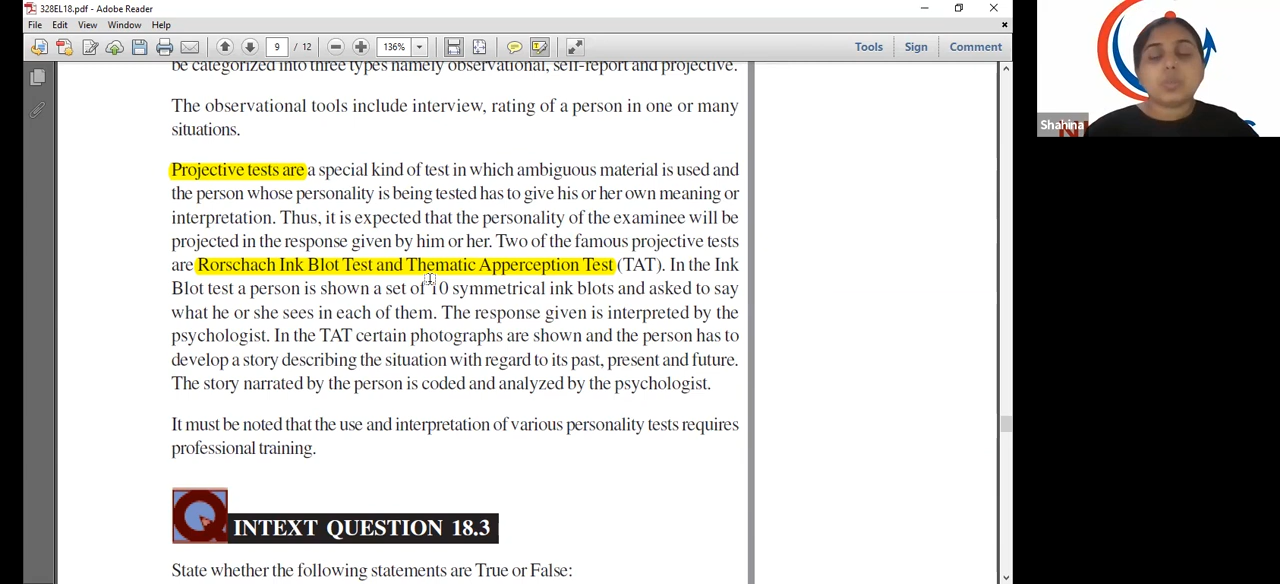 328EL18.pdf - Adobe Reader
File Edit View Window Help
9 / 12 136% Tools Sign Comment
be categorized into three types namely observational, self-report and projective.
The observational tools include interview, rating of a person in one or many
situations.
Projective tests are a special kind of test in which ambiguous material is used and
the person whose personality is being tested has to give his or her own meaning or
interpretation. Thus, it is expected that the personality of the examinee will be
projected in the response given by him or her. Two of the famous projective tests
are Rorschach Ink Blot Test and Thematic Apperception Test (TAT). In the Ink
Blot test a person is shown a set of 10 symmetrical ink blots and asked to say
what he or she sees in each of them. The response given is interpreted by the
psychologist. In the TAT certain photographs are shown and the person has to
develop a story describing the situation with regard to its past, present and future.
The story narrated by the person is coded and analyzed by the psychologist.
It must be noted that the use and interpretation of various personality tests requires
professional training.
Q
INTEXT QUESTION 18.3
State whether the following statements are True or False:
Shahina